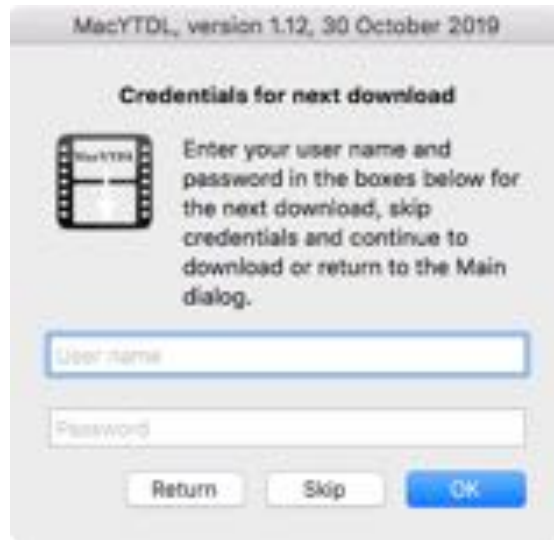 MacYTDL, version 1.12, 30 October 2019
Credentials for next download
MacYTDL
Enter your user name and
password in the boxes below for
the next download, skip
credentials and continue to
download or return to the Main
dialog.
User name
Password
Return
Skip
OK